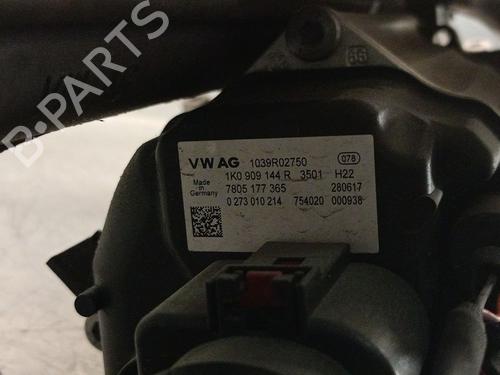 B-PARTS
55
VW AG 1039R02750 078
1K0 909 144 R 3501 H22
Made in Germany 7805 177 365 280617
0 273 010 214 754020 000938